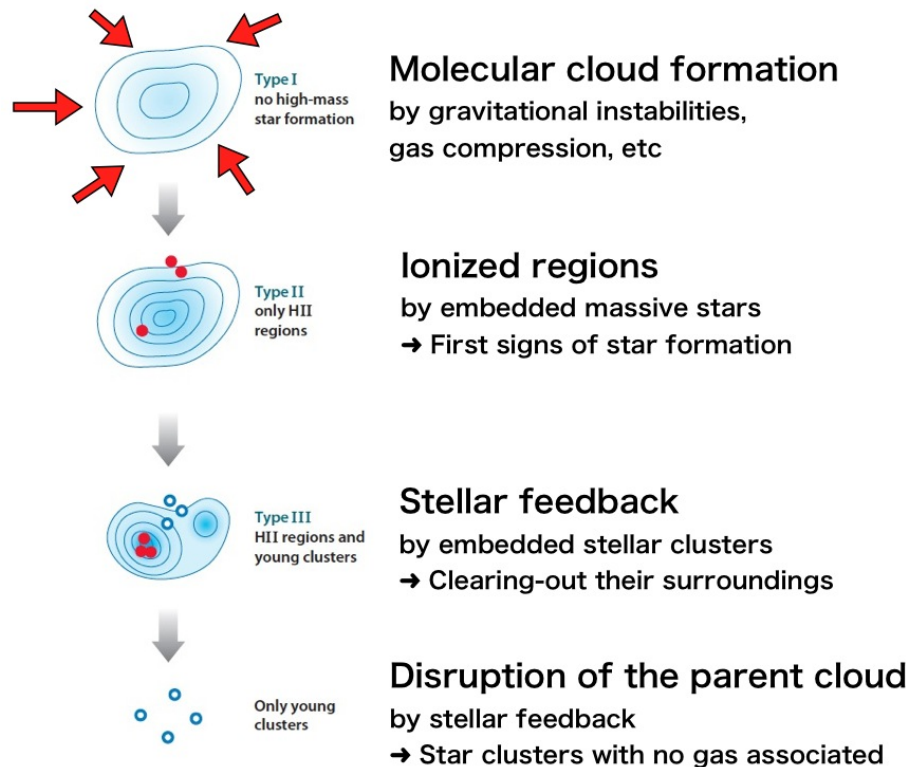 Type I
no high-mass
star formation
Molecular cloud formation
by gravitational instabilities,
gas compression, etc
Type II
only HII
regions
Ionized regions
by embedded massive stars
➜ First signs of star formation
Type III
HII regions and
young clusters
Stellar feedback
by embedded stellar clusters
➜ Clearing-out their surroundings
Only young
clusters
Disruption of the parent cloud
by stellar feedback
➜ Star clusters with no gas associated